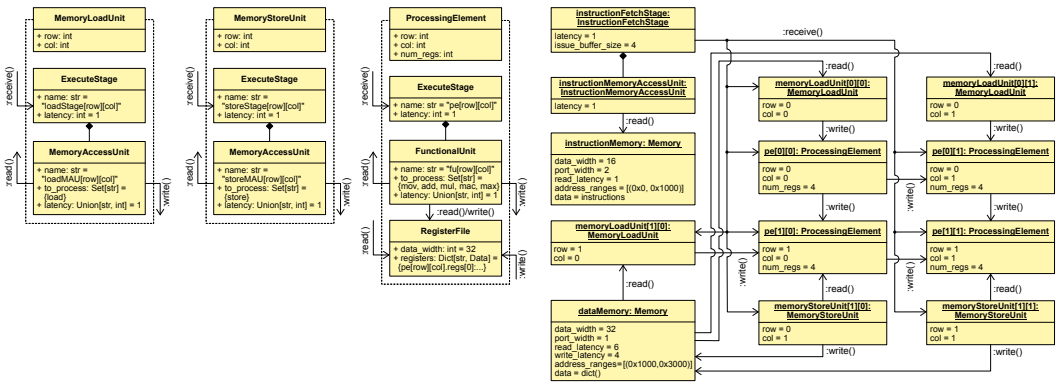 MemoryLoadUnit
+ row: int
+ col: int
:receive()
ExecuteStage
+ name: str =
"loadStage[row][col]"
+ latency: int = 1
:read()
MemoryAccessUnit
+ name: str =
"loadMAU[row][col]"
+ to_process: Set[str] =
{load}
+ latency: Union[str, int] = 1
:write()
MemoryStoreUnit
+ row: int
+ col: int
:receive()
ExecuteStage
+ name: str =
"storeStage[row][col]"
+ latency: int = 1
:read()
MemoryAccessUnit
+ name: str =
"storeMAU[row][col]"
+ to_process: Set[str] =
{store}
+ latency: Union[str, int] = 1
:write()
ProcessingElement
+ row: int
+ col: int
+ num_regs: int
:receive()
ExecuteStage
+ name: str = "pe[row][col]"
+ latency: int = 1
:read()
FunctionalUnit
+ name: str = "fu[row][col]"
+ to_process: Set[str] =
{mov, add, mul, mac, max}
+ latency: Union[str, int] = 1
:write()
:read()/write()
:read()
RegisterFile
+ data_width: int = 32
+ registers: Dict[str, Data] =
{pe[row][col].regs[0]:...}
:write()
instructionFetchStage:
InstructionFetchStage
latency = 1
issue_buffer_size = 4
:receive()
instructionMemoryAccessUnit:
InstructionMemoryAccessUnit
latency = 1
:read()
instructionMemory: Memory
data_width = 16
port_width = 2
read_latency = 1
address_ranges = [(0x0, 0x1000)]
data = instructions
memoryLoadUnit[1][0]:
MemoryLoadUnit
row = 1
col = 0
:read()
dataMemory: Memory
data_width = 32
port_width = 1
read_latency = 6
write_latency = 4
address_ranges=[(0x1000,0x3000)]
data = dict()
:read()
:read()
memoryLoadUnit[0][0]:
MemoryLoadUnit
row = 0
col = 0
:write()
memoryLoadUnit[0][1]:
MemoryLoadUnit
row = 0
col = 1
:write()
pe[0][0]: ProcessingElement
row = 0
col = 0
num_regs = 4
:write()
:write()
pe[0][1]: ProcessingElement
row = 0
col = 1
num_regs = 4
:write()
:write()
pe[1][0]: ProcessingElement
row = 1
col = 0
num_regs = 4
:read()
:write()
pe[1][1]: ProcessingElement
row = 1
col = 1
num_regs = 4
:read()
memoryStoreUnit[1][0]:
MemoryStoreUnit
row = 0
col = 1
:write()
memoryStoreUnit[1][1]:
MemoryStoreUnit
row = 1
col = 1
:write()